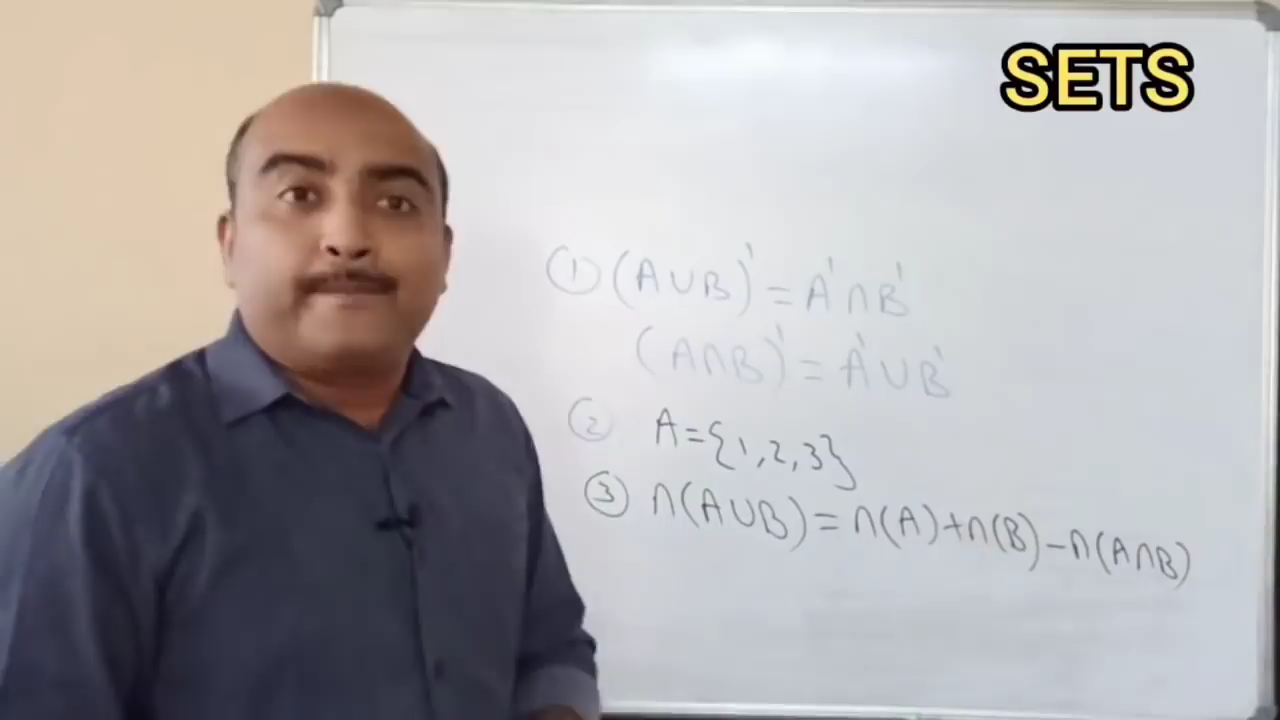 SETS
① (A∪B)' = A'∩B'
(A∩B)' = A'∪B'
② A={1,2,3}
③ n(A∪B)=n(A)+n(B)-n(A∩B)